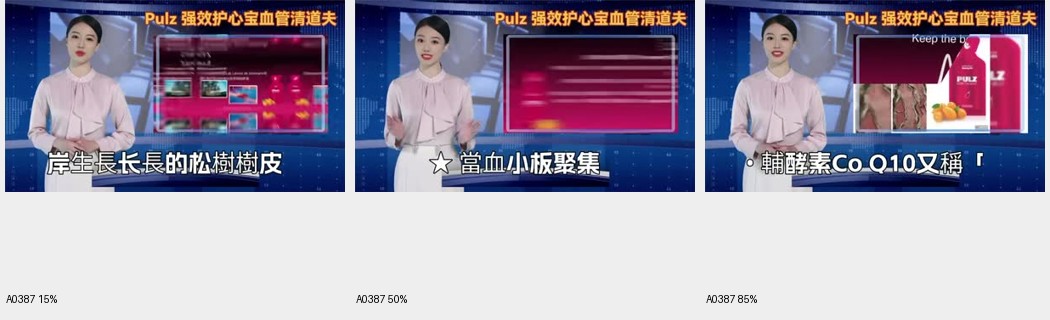 Pulz 强效护心宝血管清道夫
岸生長长長的松樹樹皮
A0387 15%
Pulz 强效护心宝血管清道夫
★ 當血小板聚集
A0387 50%
Pulz 强效护心宝血管清道夫
Keep the b
PULZ
LZ
·輔酵素Co Q10又稱「
A0387 85%